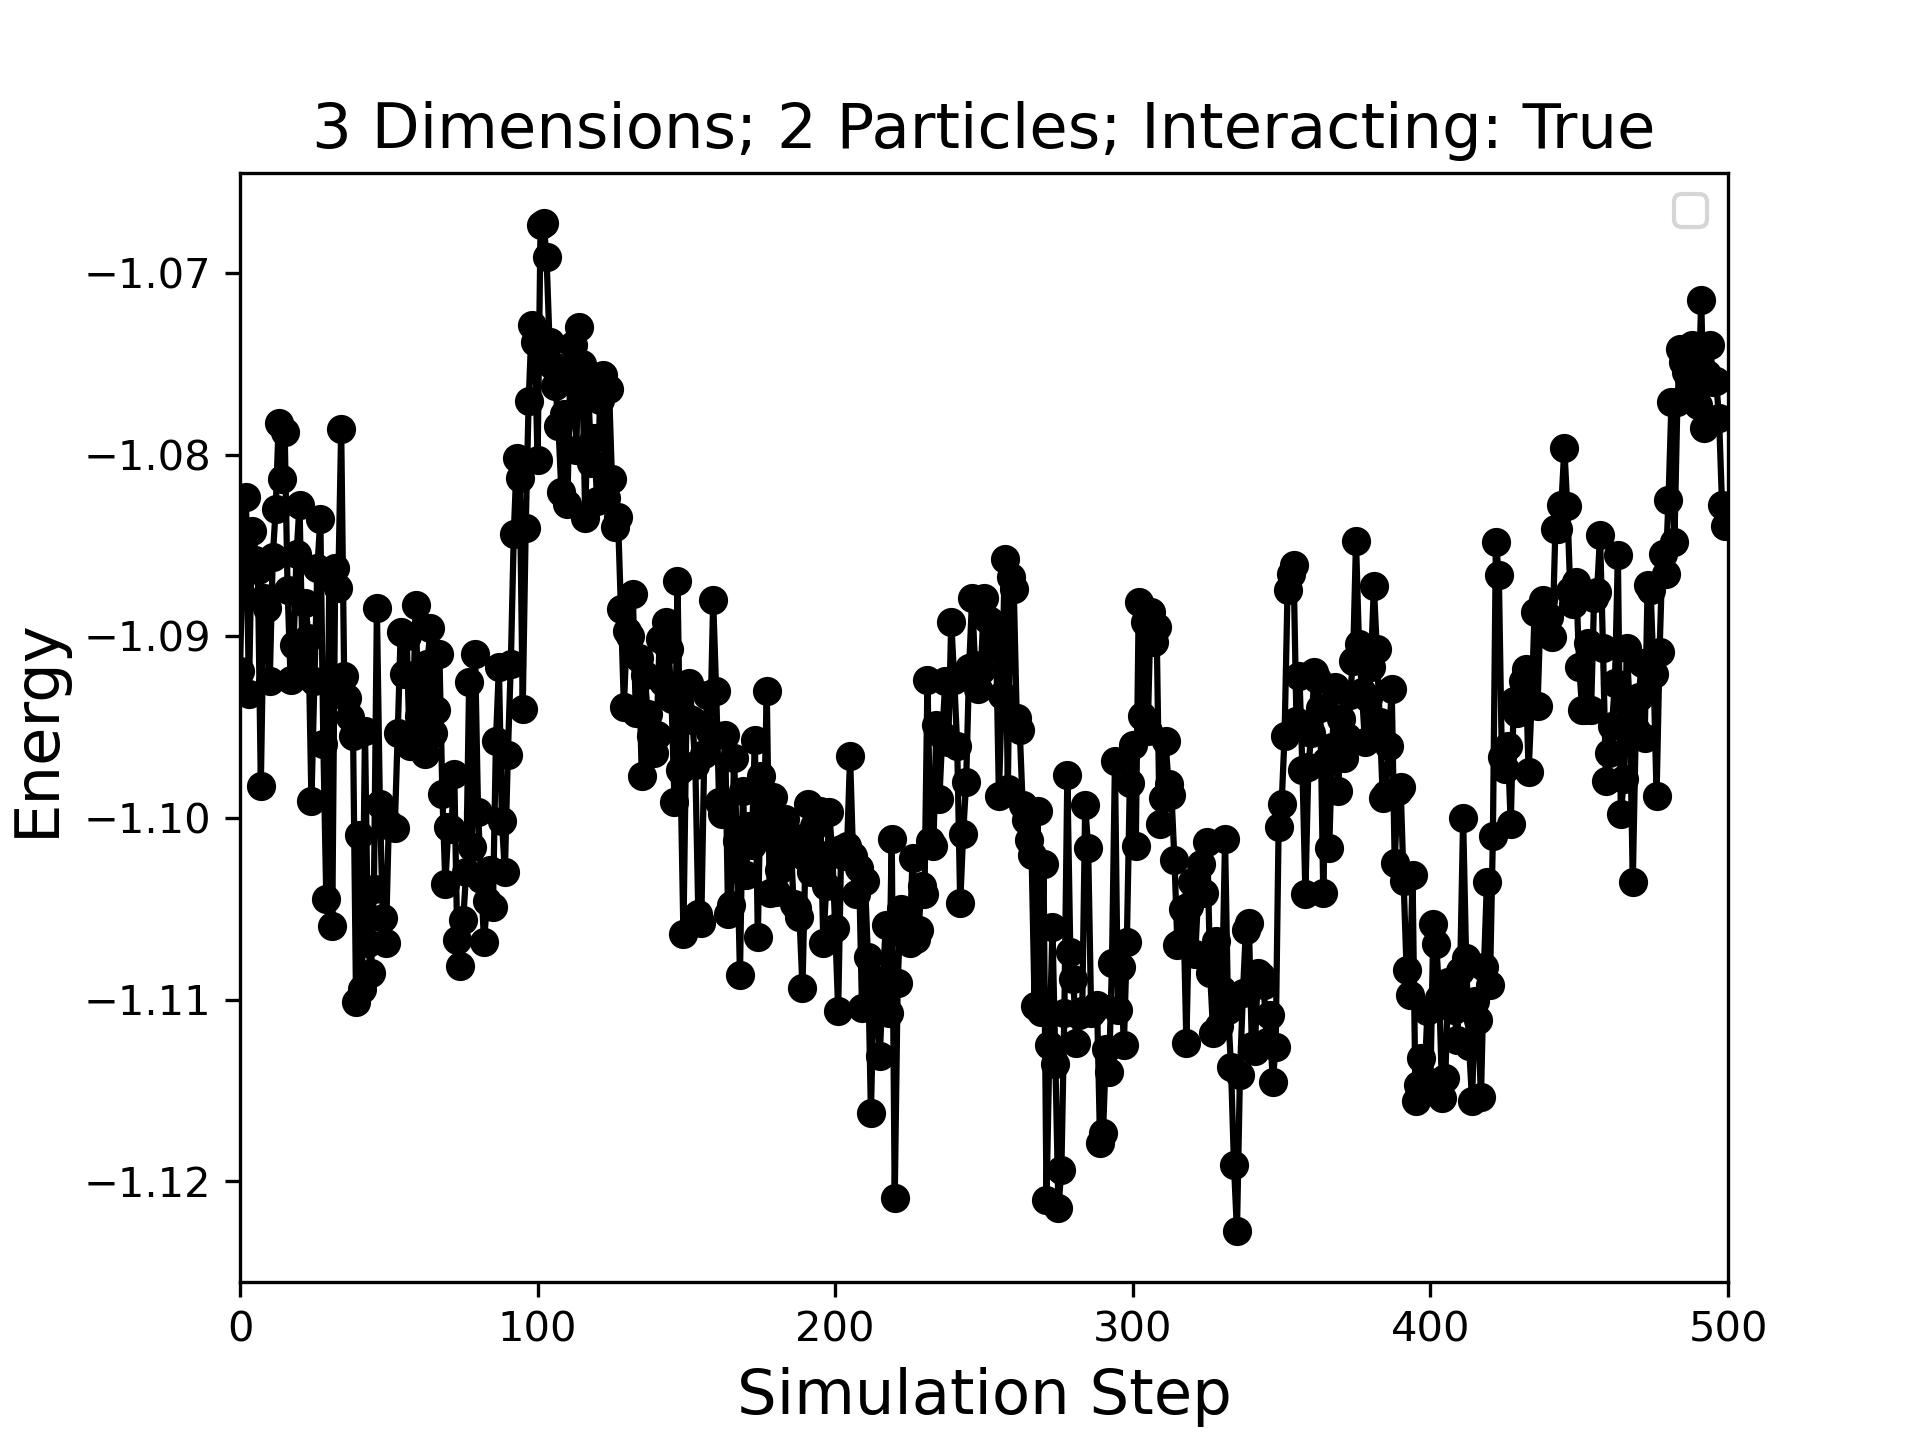 3 Dimensions; 2 Particles; Interacting: True
Energy
−1.07
−1.08
−1.09
−1.10
−1.11
−1.12
0 100 200 300 400 500
Simulation Step